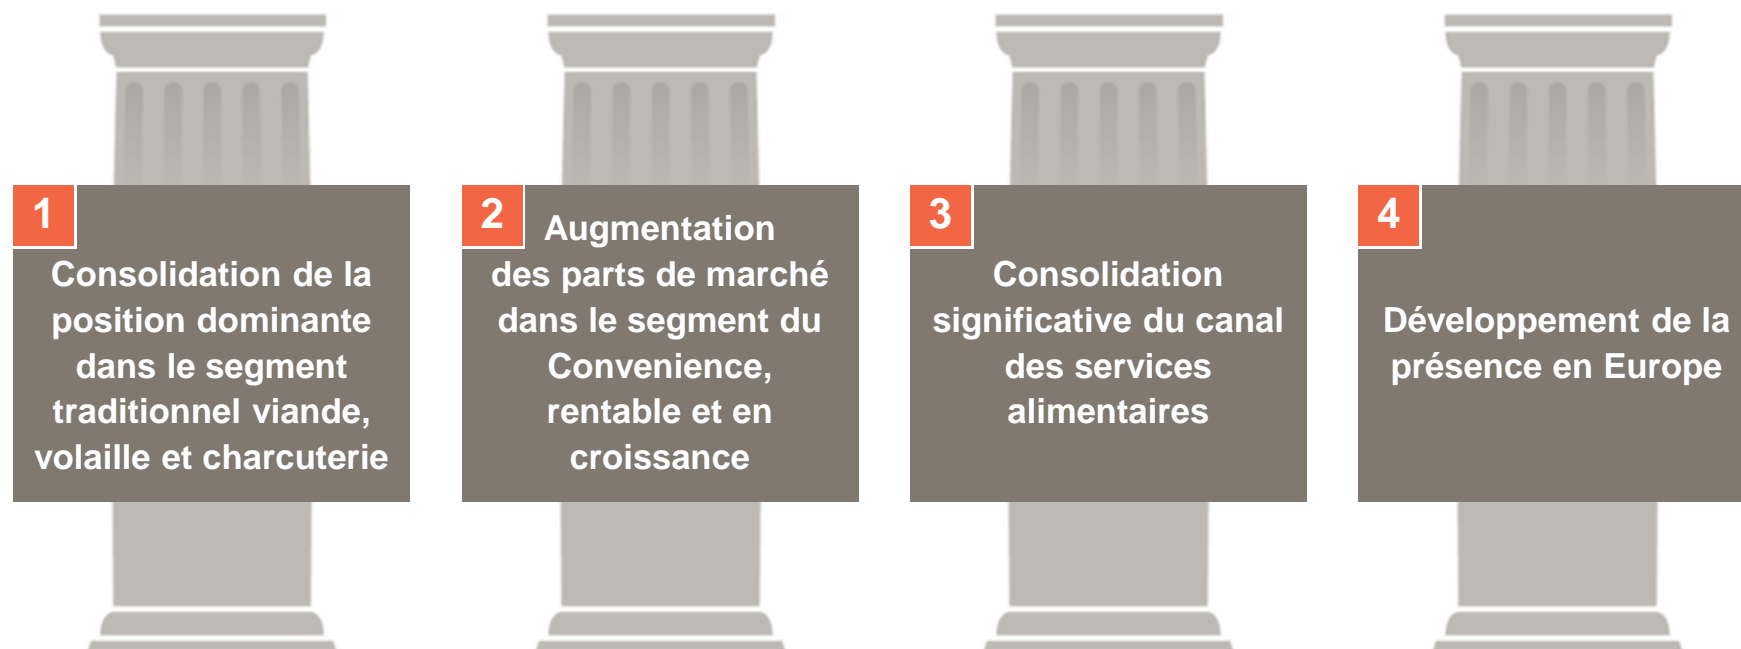 1
Consolidation de la
position dominante
dans le segment
traditionnel viande,
volaille et charcuterie
2
Augmentation
des parts de marché
dans le segment du
Convenience,
rentable et en
croissance
3
Consolidation
significative du canal
des services
alimentaires
4
Développement de la
présence en Europe